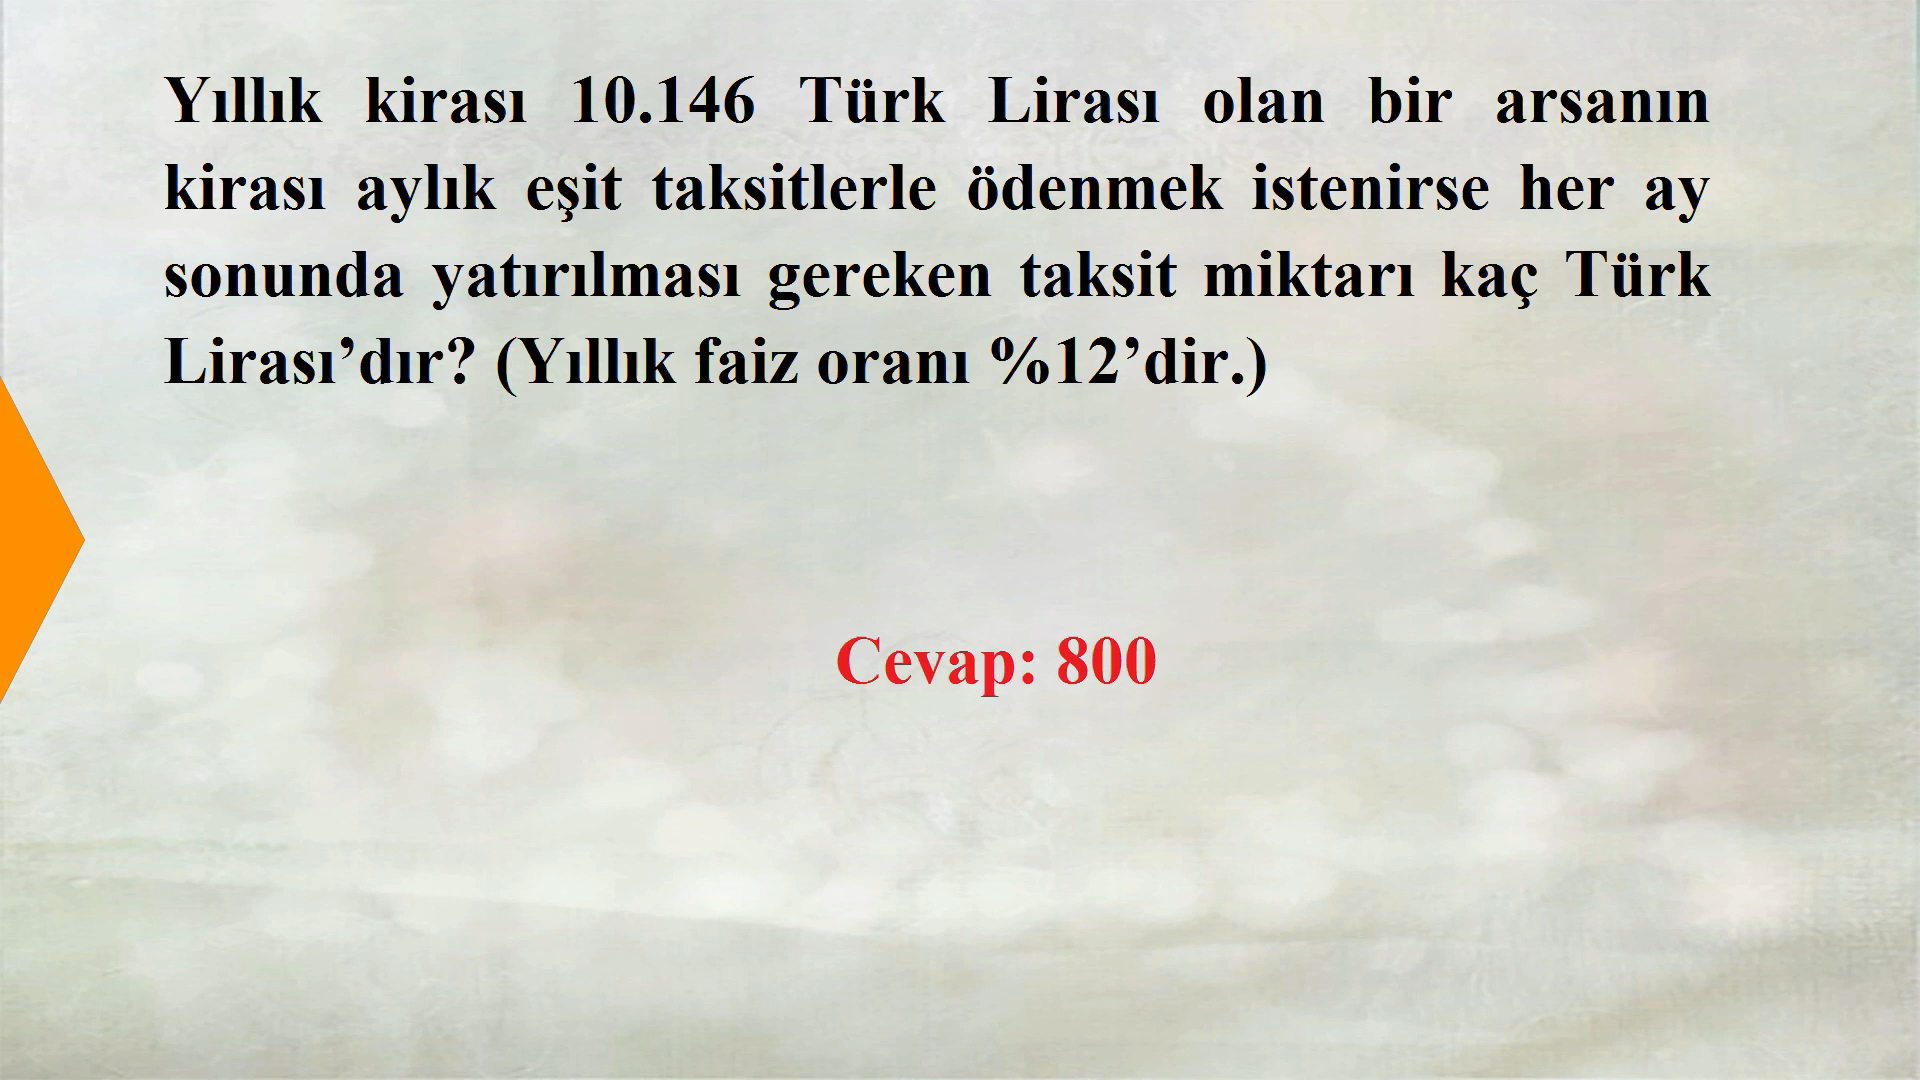 Yıllık kirası 10.146 Türk Lirası olan bir arsanın
kirası aylık eşit taksitlerle ödenmek istenirse her ay
sonunda yatırılması gereken taksit miktarı kaç Türk
Lirası’dır? (Yıllık faiz oranı %12’dir.)
Cevap: 800